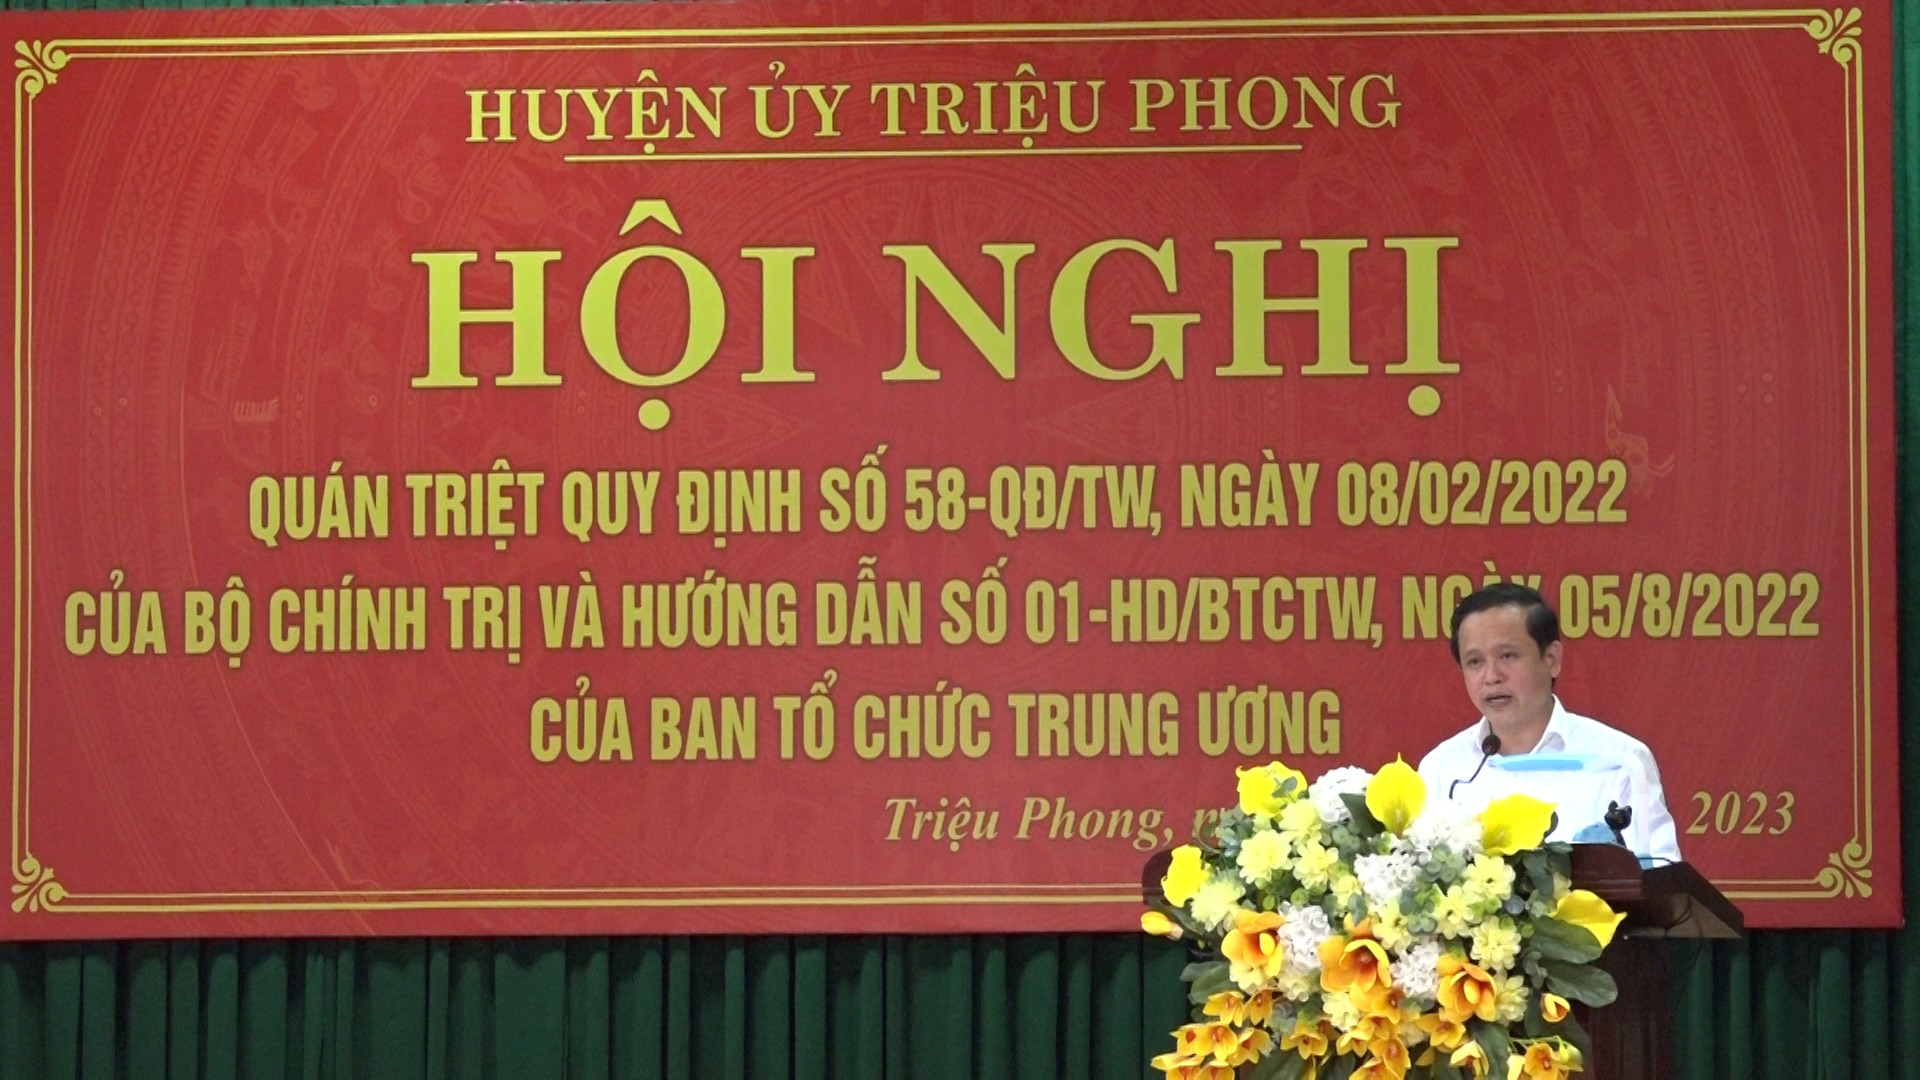 HUYỆN ỦY TRIỆU PHONG
HỘI NGHỊ
QUÁN TRIỆT QUY ĐỊNH SỐ 58-QĐ/TW, NGÀY 08/02/2022
CỦA BỘ CHÍNH TRỊ VÀ HƯỚNG DẪN SỐ 01-HD/BTCTW, NGÀY 05/8/2022
CỦA BAN TỔ CHỨC TRUNG ƯƠNG
Triệu Phong, 2023